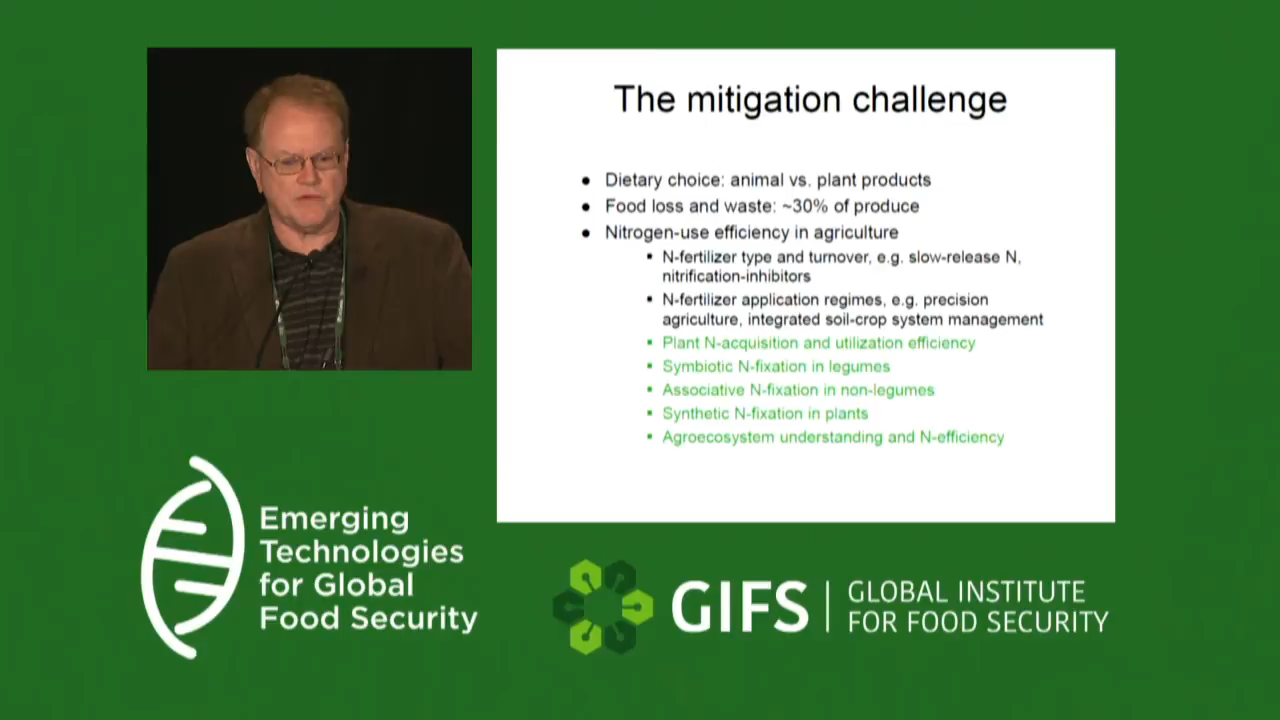 The mitigation challenge
• Dietary choice: animal vs. plant products
• Food loss and waste: ~30% of produce
• Nitrogen-use efficiency in agriculture
▪ N-fertilizer type and turnover, e.g. slow-release N,
nitrification-inhibitors
▪ N-fertilizer application regimes, e.g. precision
agriculture, integrated soil-crop system management
▪ Plant N-acquisition and utilization efficiency
▪ Symbiotic N-fixation in legumes
▪ Associative N-fixation in non-legumes
▪ Synthetic N-fixation in plants
▪ Agroecosystem understanding and N-efficiency
Emerging
Technologies
for Global
Food Security
GIFS
GLOBAL INSTITUTE
FOR FOOD SECURITY